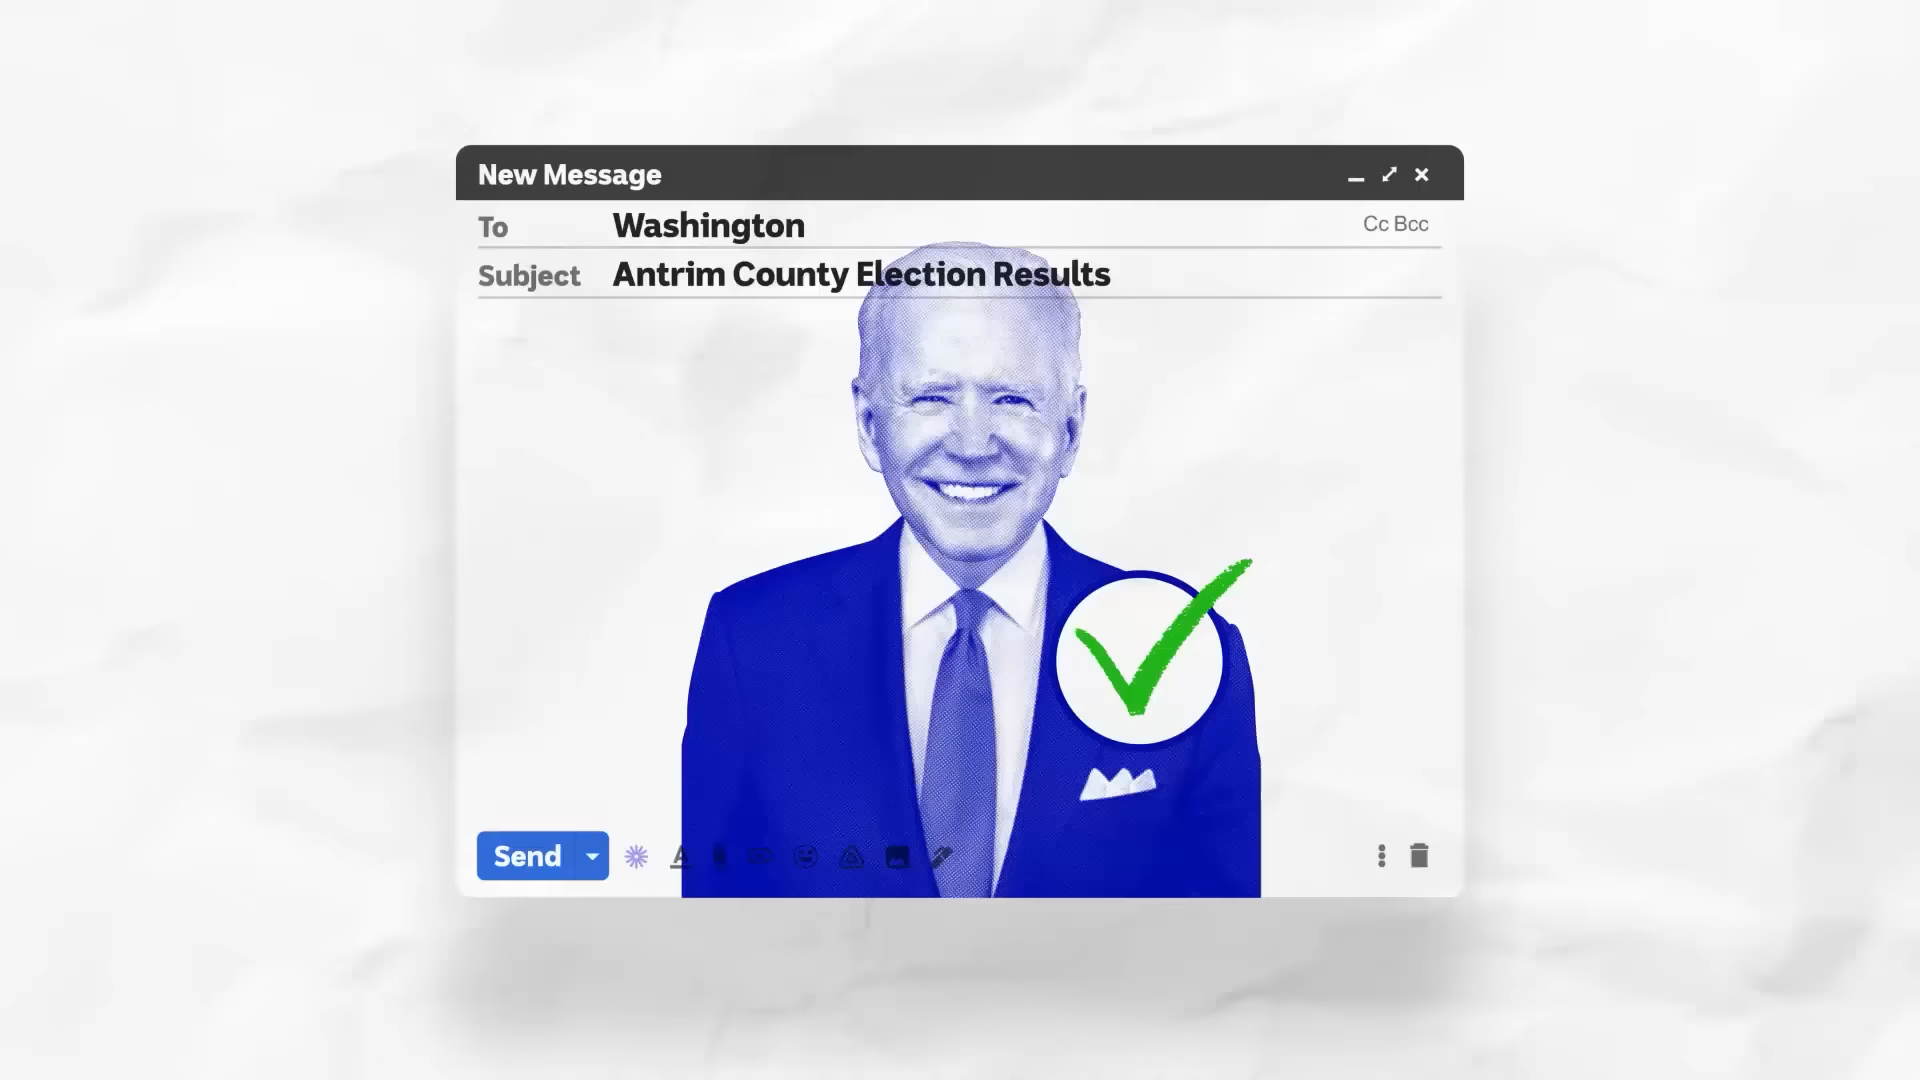 New Message
To Washington Cc Bcc
Subject Antrim County Election Results
Send